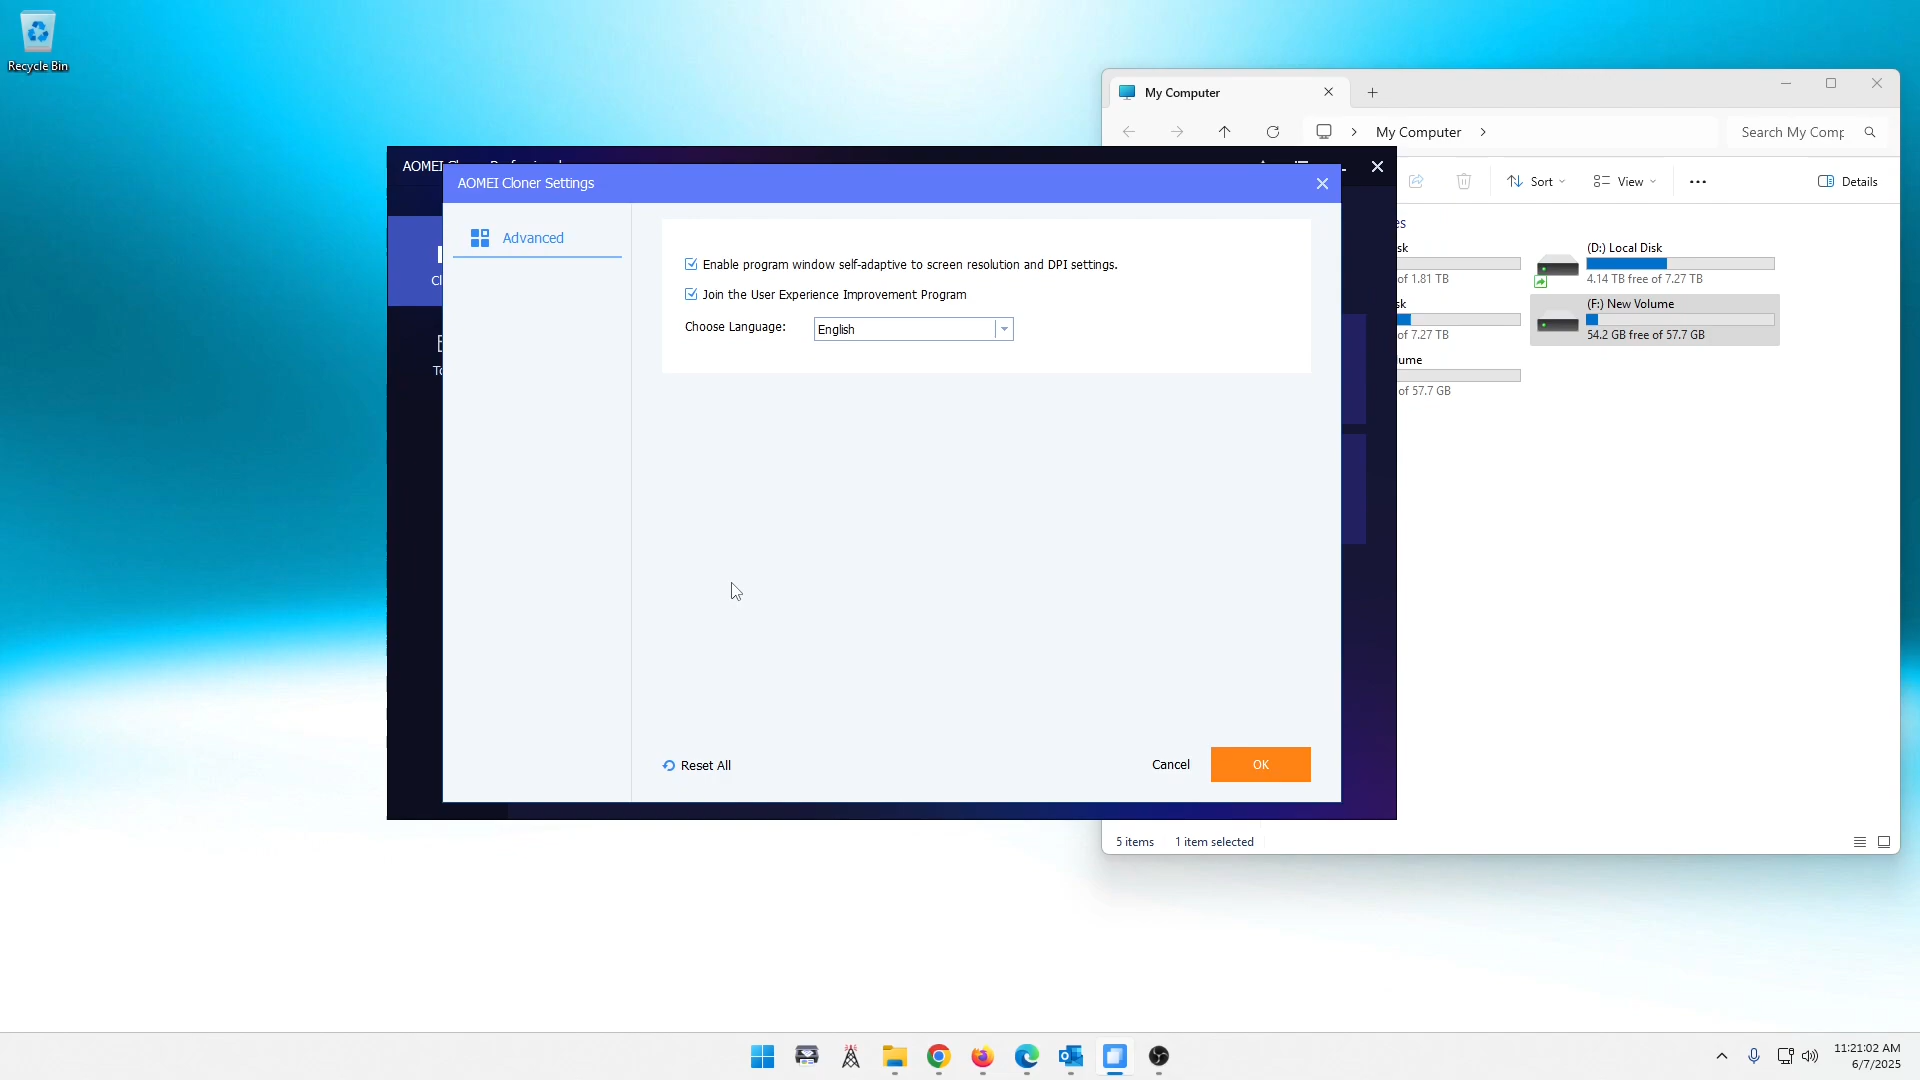 Recycle Bin
My Computer
My Computer
Search My Comp
AOMEI
AOMEI Cloner Settings
Sort
View
Details
Advanced
Enable program window self-adaptive to screen resolution and DPI settings.
Join the User Experience Improvement Program
Choose Language:
English
of 1.81 TB
(D:) Local Disk
4.14 TB free of 7.27 TB
of 7.27 TB
(F:) New Volume
54.2 GB free of 57.7 GB
of 57.7 GB
Reset All
Cancel
OK
5 items
1 item selected
11:21:02 AM
6/7/2025